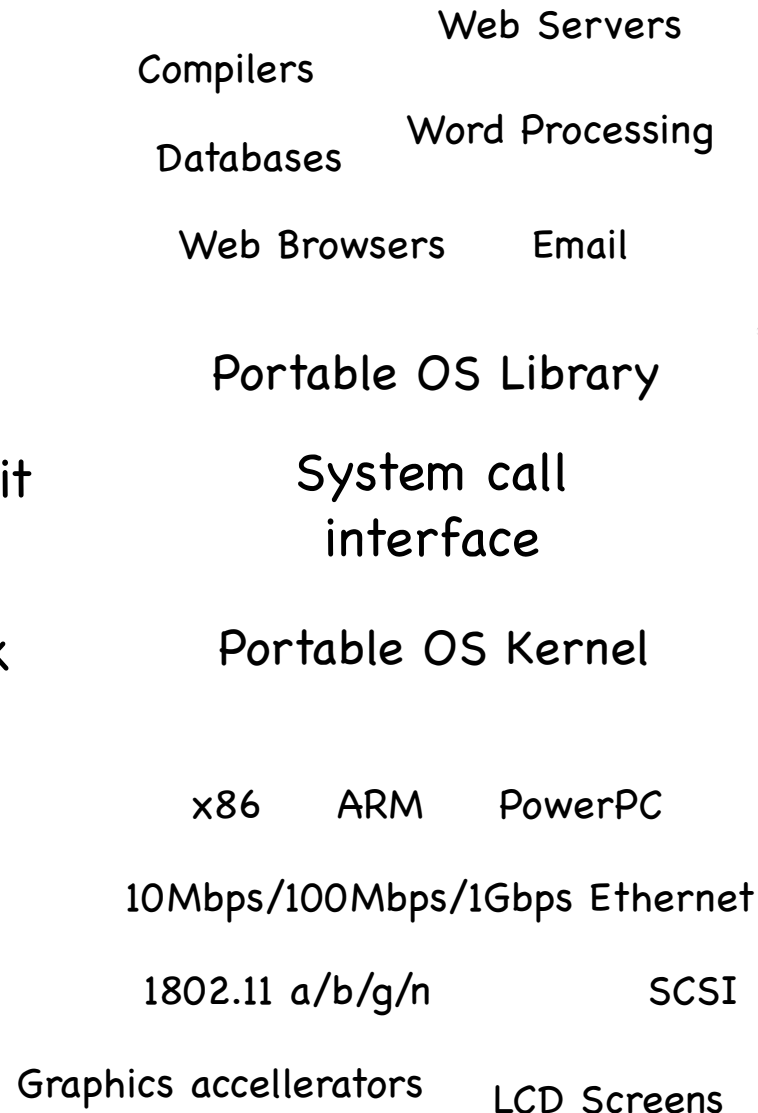 Web Servers
Compilers
Word Processing
Databases
Web Browsers Email
Portable OS Library
System call
it
interface
Portable OS Kernel
x86 ARM PowerPC
10Mbps/100Mbps/1Gbps Ethernet
1802.11 a/b/g/n SCSI
Graphics accellerators
LCD Screens